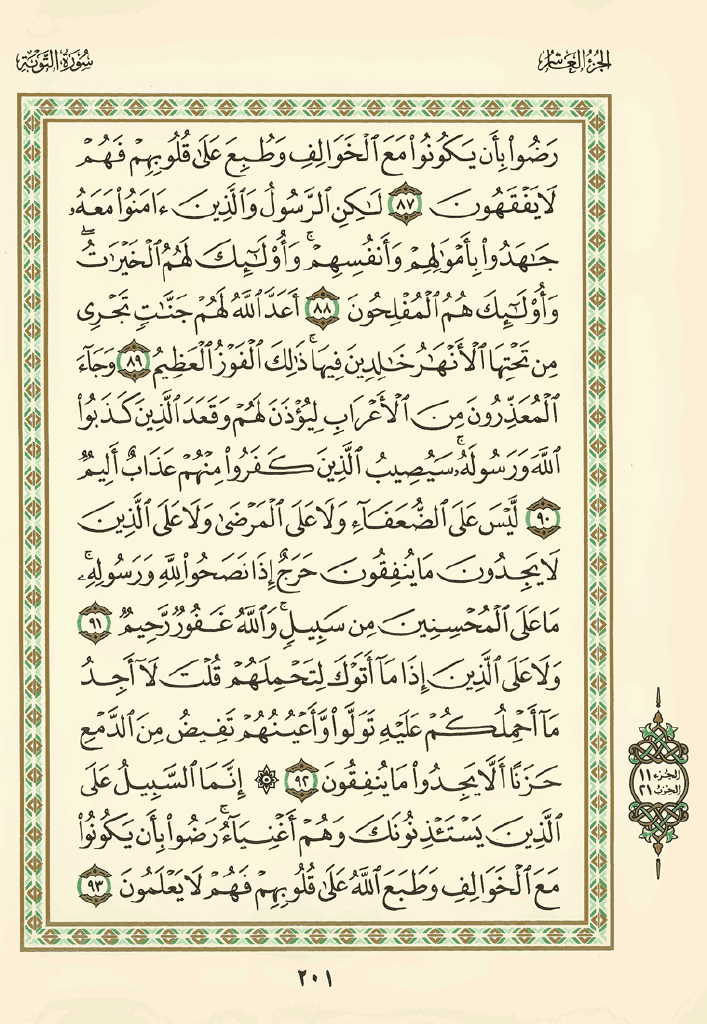 الجزء العاشر
سورة التوبة
رَضُوا۟ بِأَن يَكُونُوا۟ مَعَ ٱلْخَوَالِفِ وَطُبِعَ عَلَىٰ قُلُوبِهِمْ فَهُمْ
لَا يَفْقَهُونَ ٨٧ لَٰكِنِ ٱلرَّسُولُ وَٱلَّذِينَ ءَامَنُوا۟ مَعَهُۥ
جَٰهَدُوا۟ بِأَمْوَٰلِهِمْ وَأَنفُسِهِمْ ۚ وَأُو۟لَٰٓئِكَ لَهُمُ ٱلْخَيْرَٰتُ ۖ
وَأُو۟لَٰٓئِكَ هُمُ ٱلْمُفْلِحُونَ ٨٨ أَعَدَّ ٱللَّهُ لَهُمْ جَنَّٰتٍ تَجْرِى
مِن تَحْتِهَا ٱلْأَنْهَٰرُ خَٰلِدِينَ فِيهَا ۚ ذَٰلِكَ ٱلْفَوْزُ ٱلْعَظِيمُ ٨٩ وَجَآءَ
ٱلْمُعَذِّرُونَ مِنَ ٱلْأَعْرَابِ لِيُؤْذَنَ لَهُمْ وَقَعَدَ ٱلَّذِينَ كَذَبُوا۟
ٱللَّهَ وَرَسُولَهُۥ ۚ سَيُصِيبُ ٱلَّذِينَ كَفَرُوا۟ مِنْهُمْ عَذَابٌ أَلِيمٌ
٩٠ لَّيْسَ عَلَى ٱلضُّعَفَآءِ وَلَا عَلَى ٱلْمَرْضَىٰ وَلَا عَلَى ٱلَّذِينَ
لَا يَجِدُونَ مَا يُنفِقُونَ حَرَجٌ إِذَا نَصَحُوا۟ لِلَّهِ وَرَسُولِهِۦ ۚ
مَا عَلَى ٱلْمُحْسِنِينَ مِن سَبِيلٍ ۚ وَٱللَّهُ غَفُورٌ رَّحِيمٌ ٩١
وَلَا عَلَى ٱلَّذِينَ إِذَا مَآ أَتَوْكَ لِتَحْمِلَهُمْ قُلْتَ لَآ أَجِدُ
مَآ أَحْمِلُكُمْ عَلَيْهِ تَوَلَّوا۟ وَّأَعْيُنُهُمْ تَفِيضُ مِنَ ٱلدَّمْعِ
حَزَنًا أَلَّا يَجِدُوا۟ مَا يُنفِقُونَ ٩٢ ۞ إِنَّمَا ٱلسَّبِيلُ عَلَى
ٱلَّذِينَ يَسْتَـْٔذِنُونَكَ وَهُمْ أَغْنِيَآءُ ۚ رَضُوا۟ بِأَن يَكُونُوا۟
مَعَ ٱلْخَوَالِفِ وَطَبَعَ ٱللَّهُ عَلَىٰ قُلُوبِهِمْ فَهُمْ لَا يَعْلَمُونَ ٩٣
الجزء ١١
الحزب ٢١
٢٠١